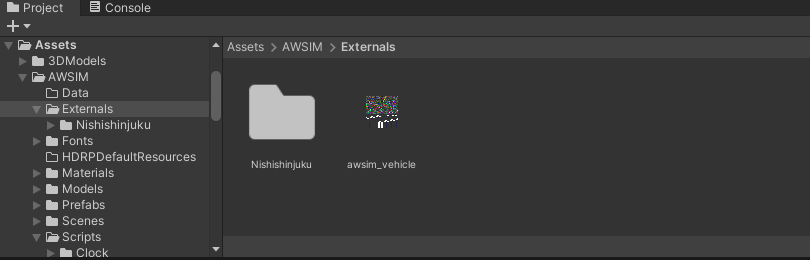 Project Console
Assets
3DModels
AWSIM
Data
Externals
Nishishinjuku
Fonts
HDRPDefaultResources
Materials
Models
Prefabs
Scenes
Scripts
Clock
Assets > AWSIM > Externals
Nishishinjuku awsim_vehicle